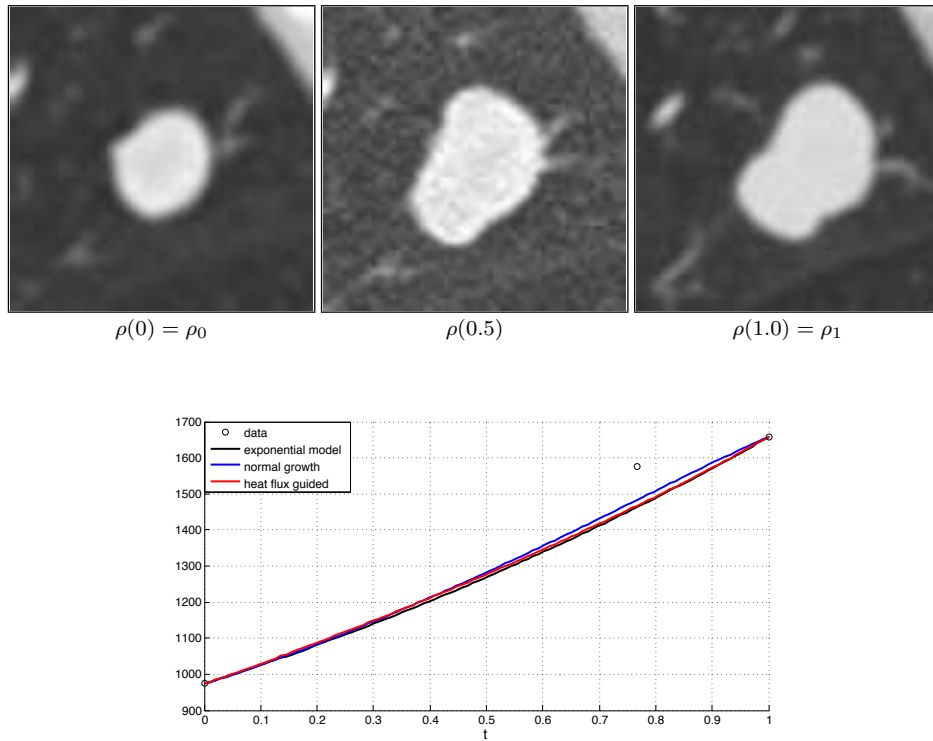 ρ(0) = ρ₀
ρ(0.5)
ρ(1.0) = ρ₁
1700
1600
1500
1400
1300
1200
1100
1000
900
data
exponential model
normal growth
heat flux guided
0 0.1 0.2 0.3 0.4 0.5 0.6 0.7 0.8 0.9 1
t